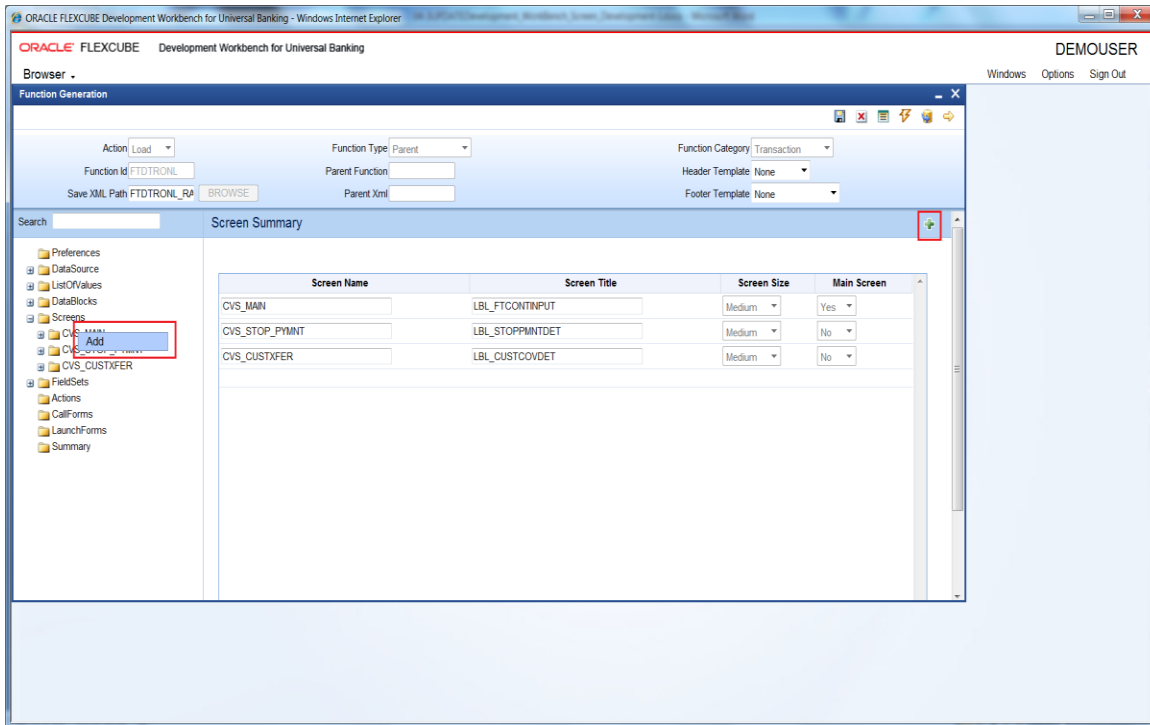 ORACLE FLEXCUBE Development Workbench for Universal Banking - Windows Internet Explorer
ORACLE FLEXCUBE Development Workbench for Universal Banking
DEMOUSER
Browser
Windows Options Sign Out
Function Generation
Action Load Function Type Parent Function Category Transaction
Function Id FTDTRONL Parent Function Header Template None
Save XML Path FTDTRONL_RA BROWSE Parent Xml Footer Template None
Search Screen Summary
Preferences
DataSource
ListOfValues
DataBlocks
Screens
CVS_MAIN
Add
CVS_STOP_PYMNT
CVS_CUSTXFER
FieldSets
Actions
CallForms
LaunchForms
Summary
Screen Name Screen Title Screen Size Main Screen
CVS_MAIN LBL_FTCONTINPUT Medium Yes
CVS_STOP_PYMNT LBL_STOPPMNTDET Medium No
CVS_CUSTXFER LBL_CUSTCOVDET Medium No